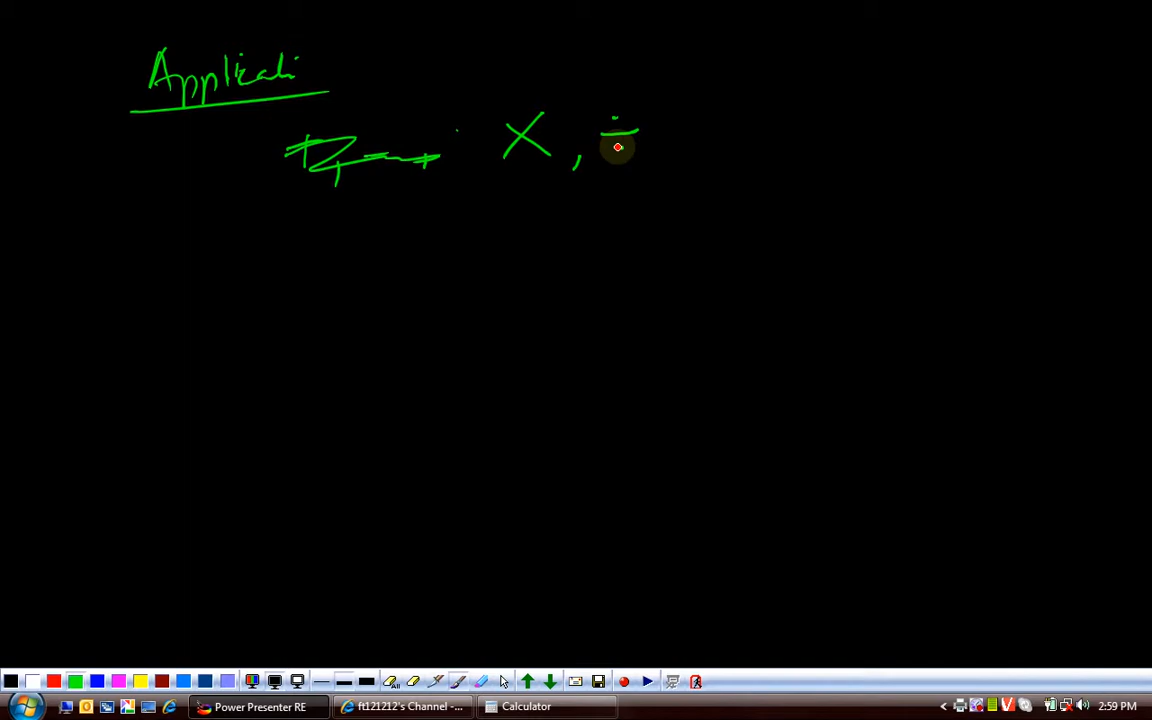 Applicati
X, ÷
Power Presenter RE
ft121212's Channel -...
Calculator
2:59 PM